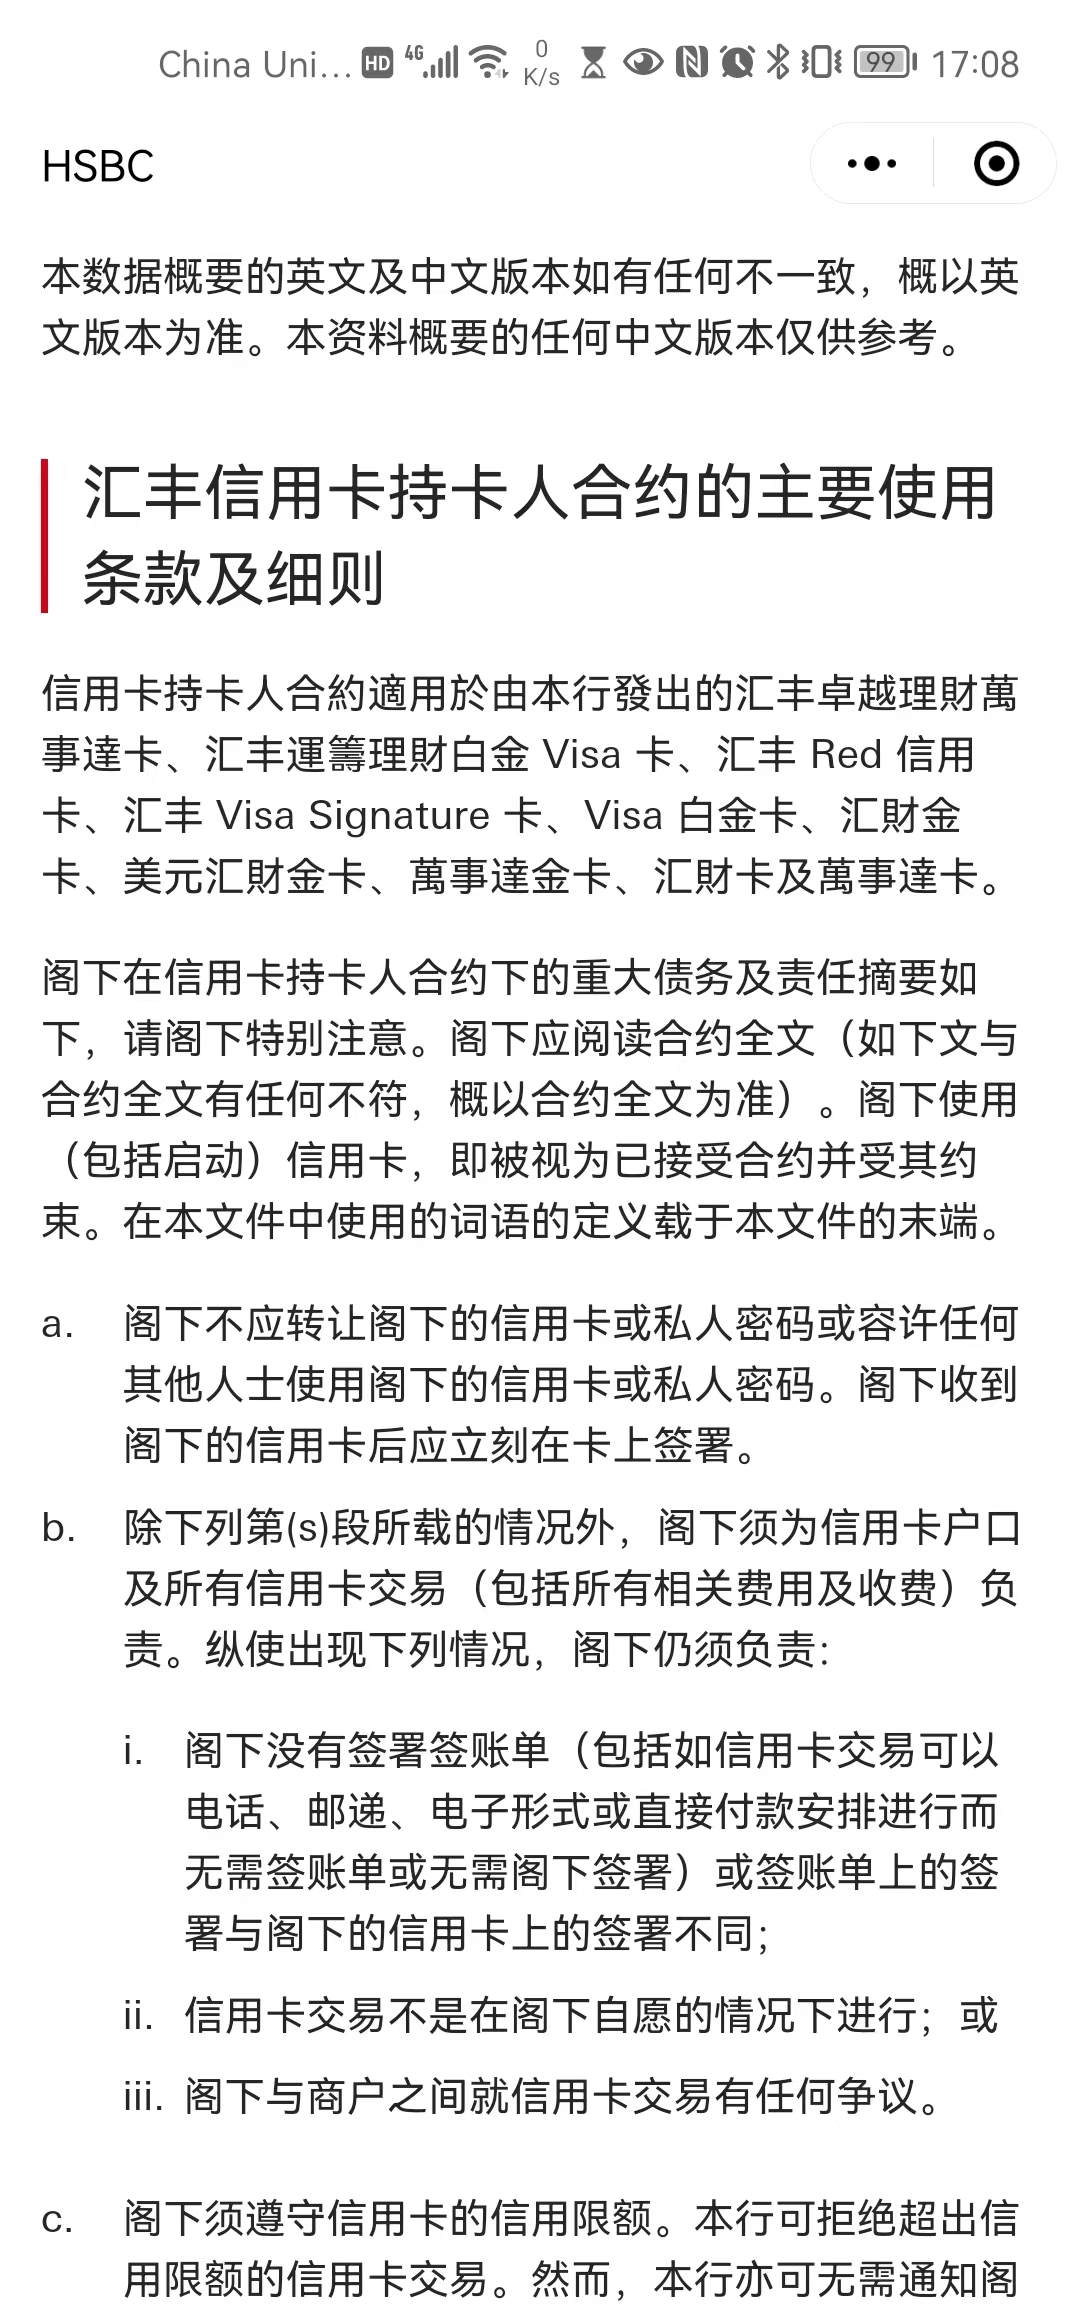 China Uni... HD 4G 0 K/s 99 17:08
HSBC
本数据概要的英文及中文版本如有任何不一致，概以英
文版本为准。本资料概要的任何中文版本仅供参考。
汇丰信用卡持卡人合约的主要使用
条款及细则
信用卡持卡人合約適用於由本行發出的汇丰卓越理財萬
事達卡、汇丰運籌理財白金 Visa 卡、汇丰 Red 信用
卡、汇丰 Visa Signature 卡、Visa 白金卡、汇財金
卡、美元汇財金卡、萬事達金卡、汇財卡及萬事達卡。
阁下在信用卡持卡人合约下的重大债务及责任摘要如
下，请阁下特别注意。阁下应阅读合约全文（如下文与
合约全文有任何不符，概以合约全文为准）。阁下使用
（包括启动）信用卡，即被视为已接受合约并受其约
束。在本文件中使用的词语的定义载于本文件的末端。
a. 阁下不应转让阁下的信用卡或私人密码或容许任何
其他人士使用阁下的信用卡或私人密码。阁下收到
阁下的信用卡后应立刻在卡上签署。
b. 除下列第(s)段所载的情况外，阁下须为信用卡户口
及所有信用卡交易（包括所有相关费用及收费）负
责。纵使出现下列情况，阁下仍须负责:
i. 阁下没有签署签账单（包括如信用卡交易可以
电话、邮递、电子形式或直接付款安排进行而
无需签账单或无需阁下签署）或签账单上的签
署与阁下的信用卡上的签署不同；
ii. 信用卡交易不是在阁下自愿的情况下进行；或
iii. 阁下与商户之间就信用卡交易有任何争议。
c. 阁下须遵守信用卡的信用限额。本行可拒绝超出信
用限额的信用卡交易。然而，本行亦可无需通知阁